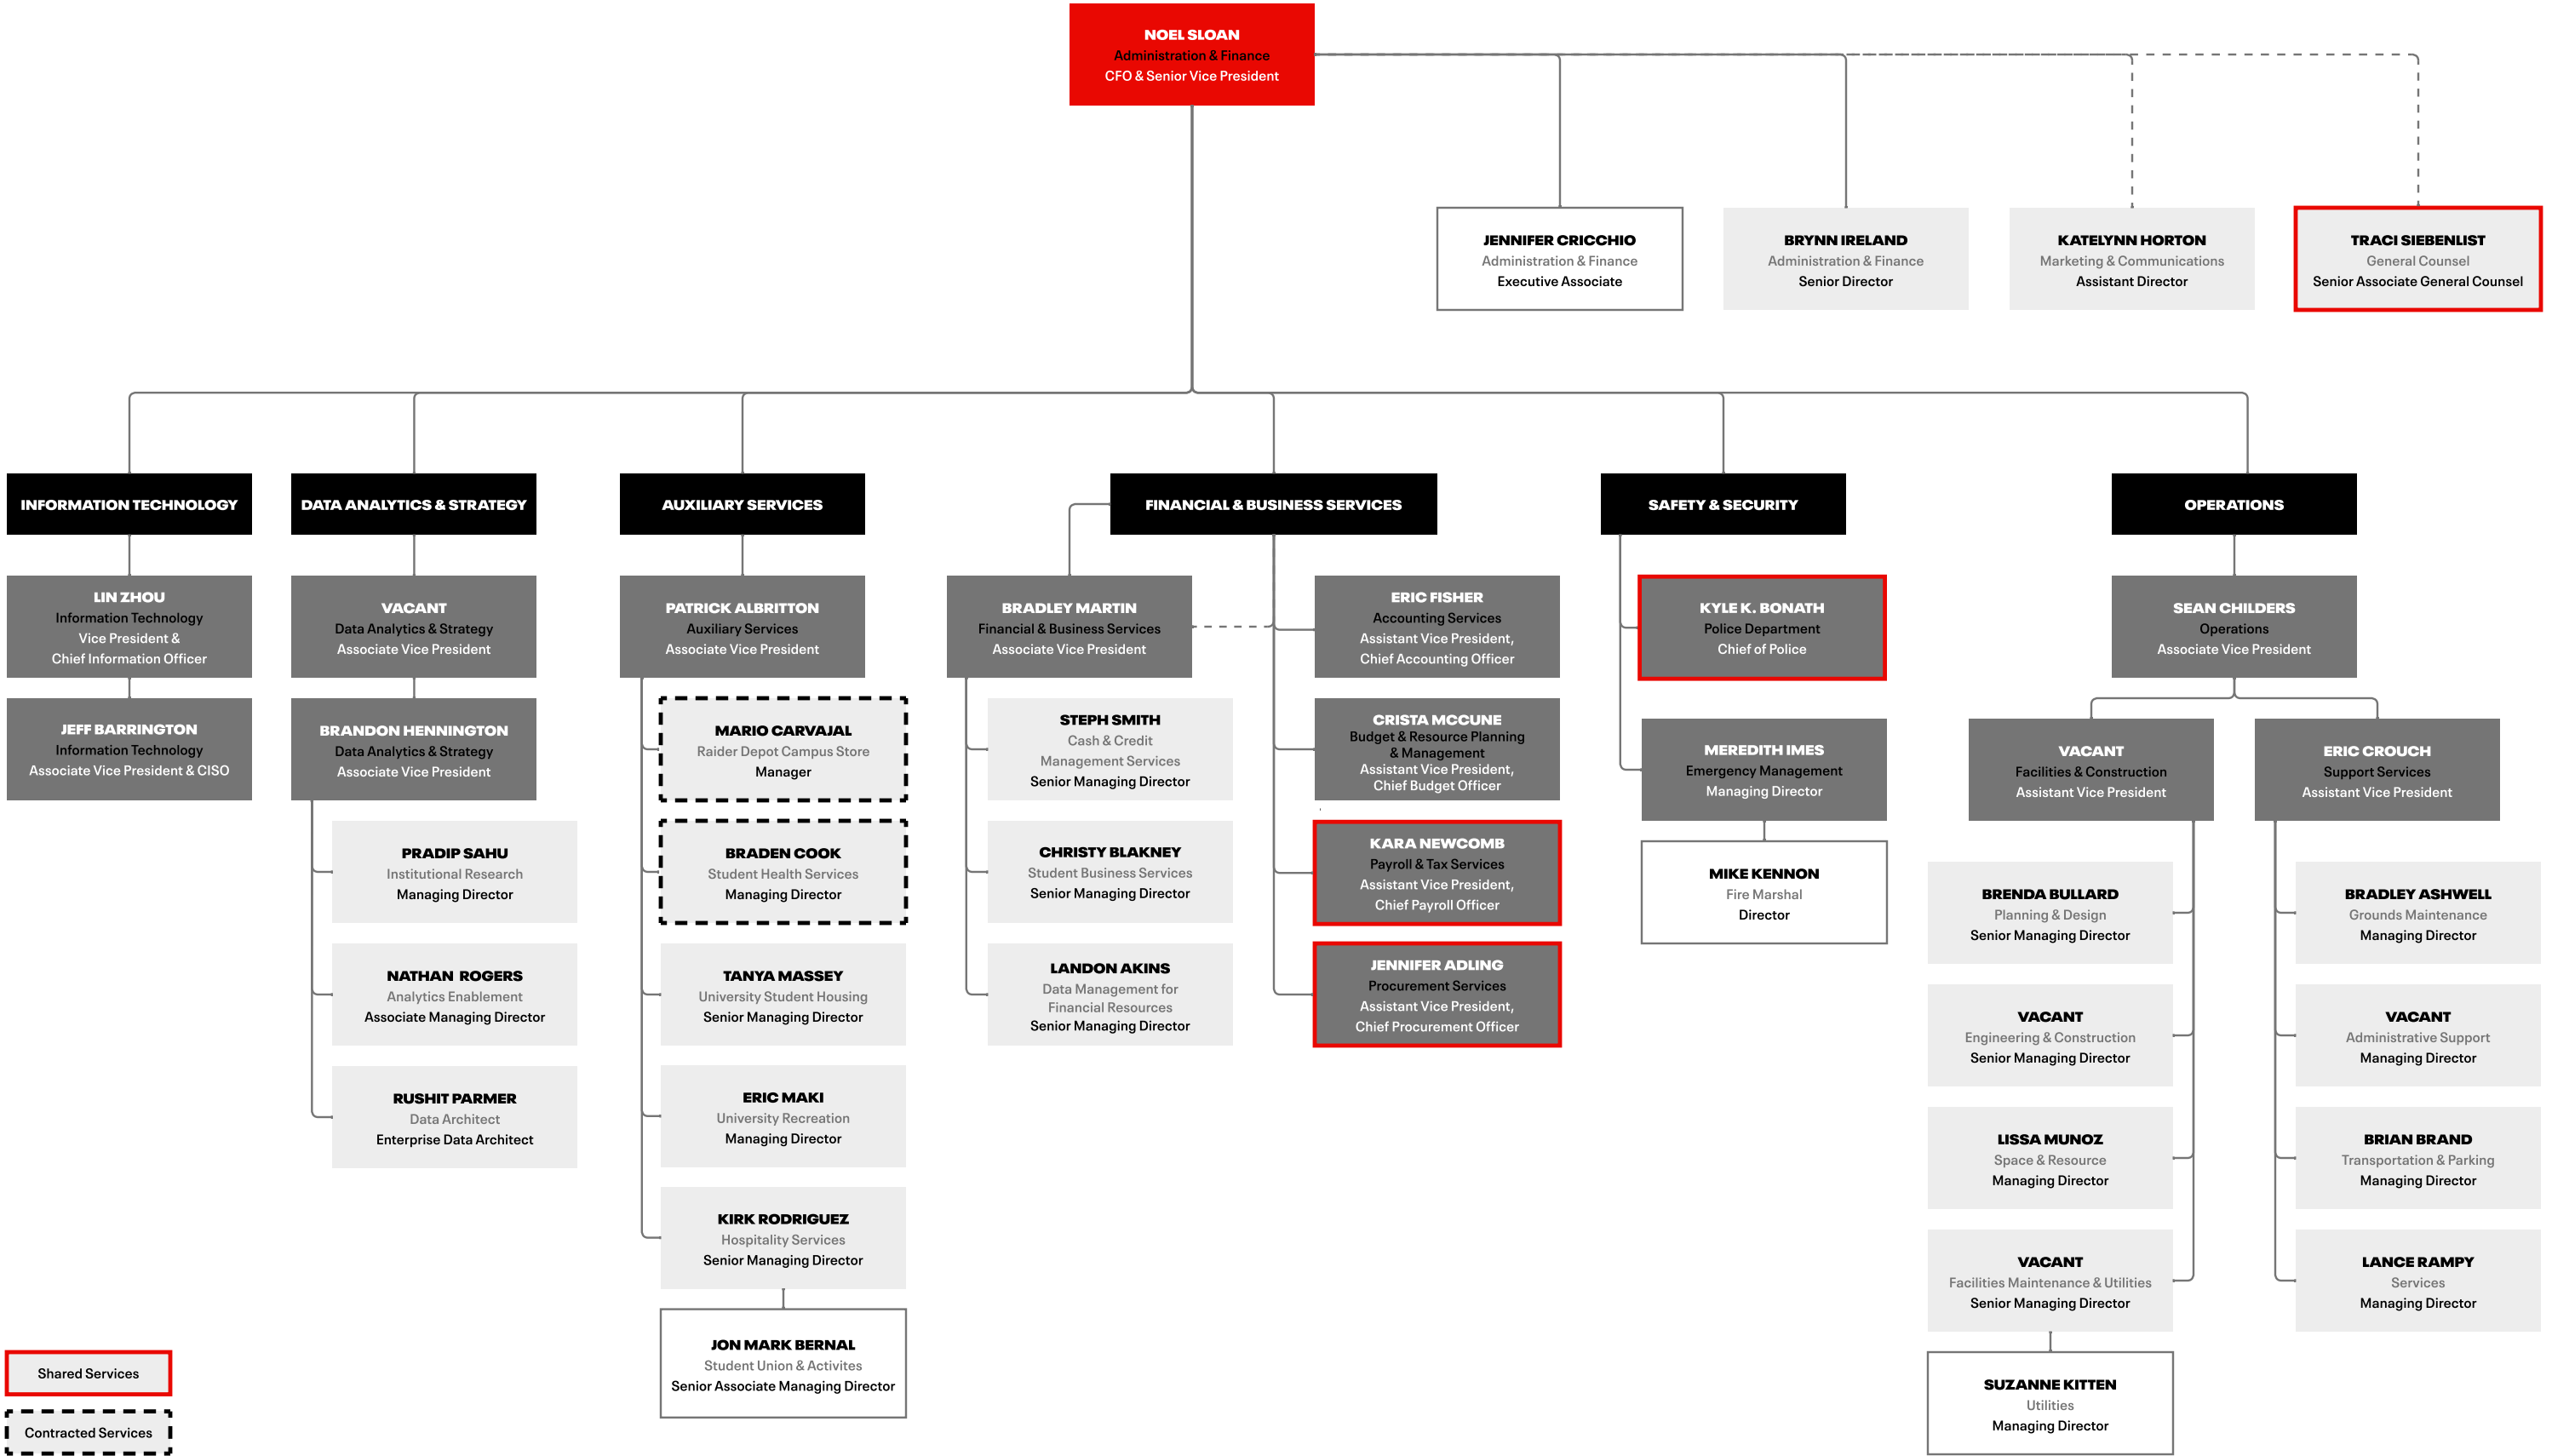 NOEL SLOAN
Administration & Finance
CFO & Senior Vice President
JENNIFER CRICCHIO
Administration & Finance
Executive Associate
BRYNN IRELAND
Administration & Finance
Senior Director
KATELYNN HORTON
Marketing & Communications
Assistant Director
TRACI SIEBENLIST
General Counsel
Senior Associate General Counsel
INFORMATION TECHNOLOGY
LIN ZHOU
Information Technology
Vice President &
Chief Information Officer
JEFF BARRINGTON
Information Technology
Associate Vice President & CISO
DATA ANALYTICS & STRATEGY
VACANT
Data Analytics & Strategy
Associate Vice President
BRANDON HENNINGTON
Data Analytics & Strategy
Associate Vice President
PRADIP SAHU
Institutional Research
Managing Director
NATHAN ROGERS
Analytics Enablement
Associate Managing Director
RUSHIT PARMER
Data Architect
Enterprise Data Architect
AUXILIARY SERVICES
PATRICK ALBRITTON
Auxiliary Services
Associate Vice President
MARIO CARVAJAL
Raider Depot Campus Store
Manager
BRADEN COOK
Student Health Services
Managing Director
TANYA MASSEY
University Student Housing
Senior Managing Director
ERIC MAKI
University Recreation
Managing Director
KIRK RODRIGUEZ
Hospitality Services
Senior Managing Director
JON MARK BERNAL
Student Union & Activites
Senior Associate Managing Director
FINANCIAL & BUSINESS SERVICES
BRADLEY MARTIN
Financial & Business Services
Associate Vice President
STEPH SMITH
Cash & Credit
Management Services
Senior Managing Director
CHRISTY BLAKNEY
Student Business Services
Senior Managing Director
LANDON AKINS
Data Management for
Financial Resources
Senior Managing Director
ERIC FISHER
Accounting Services
Assistant Vice President,
Chief Accounting Officer
CRISTA MCCUNE
Budget & Resource Planning
& Management
Assistant Vice President,
Chief Budget Officer
KARA NEWCOMB
Payroll & Tax Services
Assistant Vice President,
Chief Payroll Officer
JENNIFER ADLING
Procurement Services
Assistant Vice President,
Chief Procurement Officer
SAFETY & SECURITY
KYLE K. BONATH
Police Department
Chief of Police
MEREDITH IMES
Emergency Management
Managing Director
MIKE KENNON
Fire Marshal
Director
OPERATIONS
SEAN CHILDERS
Operations
Associate Vice President
VACANT
Facilities & Construction
Assistant Vice President
BRENDA BULLARD
Planning & Design
Senior Managing Director
VACANT
Engineering & Construction
Senior Managing Director
LISSA MUNOZ
Space & Resource
Managing Director
VACANT
Facilities Maintenance & Utilities
Senior Managing Director
SUZANNE KITTEN
Utilities
Managing Director
ERIC CROUCH
Support Services
Assistant Vice President
BRADLEY ASHWELL
Grounds Maintenance
Managing Director
VACANT
Administrative Support
Managing Director
BRIAN BRAND
Transportation & Parking
Managing Director
LANCE RAMPY
Services
Managing Director
Shared Services
Contracted Services